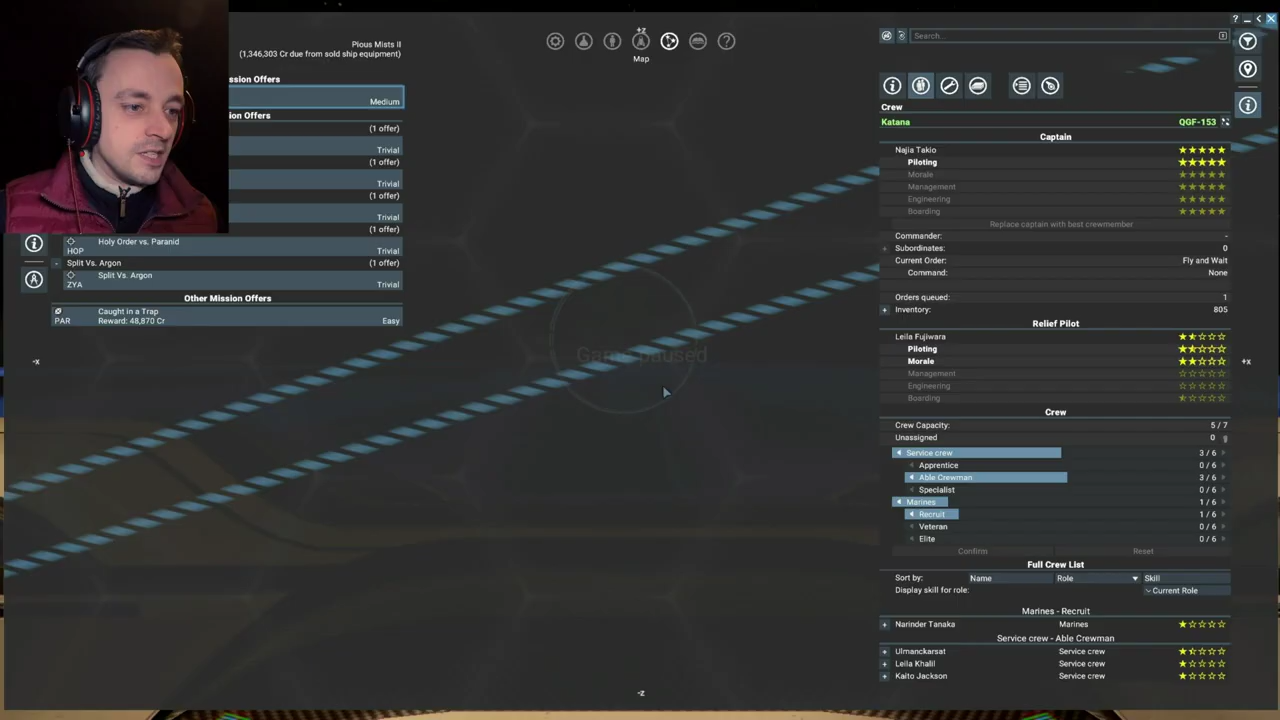 Pious Mists II
(1,346,303 Cr due from sold ship equipment)
ssion Offers
Medium
ion Offers
(1 offer)
Trivial
(1 offer)
Trivial
(1 offer)
Trivial
(1 offer)
Holy Order vs. Paranid
HOP Trivial
- Split Vs. Argon (1 offer)
Split Vs. Argon
ZYA Trivial
Other Mission Offers
Caught in a Trap
PAR Reward: 48,870 Cr Easy
+Z
Map
-x
Game paused
+x
-z
? _ < X
Search...
Crew
Katana QGF-153
Captain
Najia Takio ★★★★★
Piloting ★★★★★
Morale ★★★★★
Management ★★★★★
Engineering ★★★★★
Boarding ★★★★★
Replace captain with best crewmember
Commander: -
+ Subordinates: 0
Current Order: Fly and Wait
Command: None
Orders queued: 1
+ Inventory: 805
Relief Pilot
Leila Fujiwara
Piloting
Morale ★★☆☆☆
Management ☆☆☆☆☆
Engineering ☆☆☆☆☆
Boarding
Crew
Crew Capacity: 5 / 7
Unassigned 0
Service crew 3 / 6
Apprentice 0 / 6
Able Crewman 3 / 6
Specialist 0 / 6
Marines 1 / 6
Recruit 1 / 6
Veteran 0 / 6
Elite 0 / 6
Confirm Reset
Full Crew List
Sort by: Name Role Skill
Display skill for role: Current Role
Marines - Recruit
+ Narinder Tanaka Marines ★☆☆☆☆
Service crew - Able Crewman
+ Ulmanckarsat Service crew
+ Leila Khalil Service crew ★☆☆☆☆
+ Kaito Jackson Service crew ★☆☆☆☆